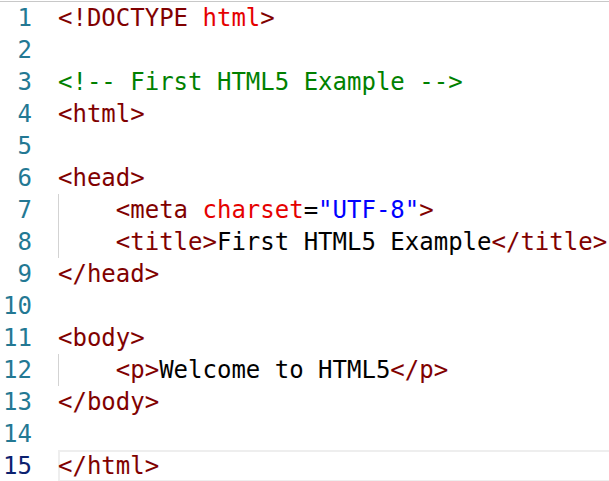 1 <!DOCTYPE html>
2
3 <!-- First HTML5 Example -->
4 <html>
5
6 <head>
7     <meta charset="UTF-8">
8     <title>First HTML5 Example</title>
9 </head>
10
11 <body>
12     <p>Welcome to HTML5</p>
13 </body>
14
15 </html>